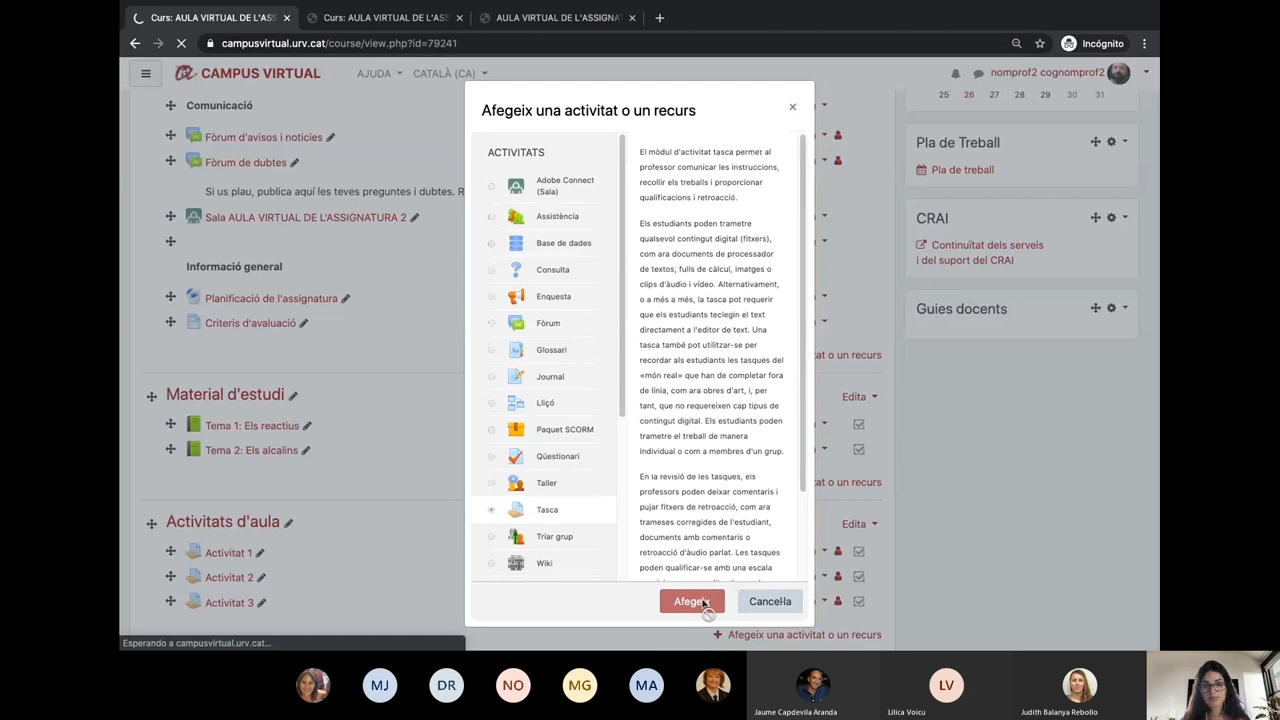 Curs: AULA VIRTUAL DE L'ASS
Curs: AULA VIRTUAL DE L'ASS
AULA VIRTUAL DE L'ASSIGNAT
campusvirtual.urv.cat/course/view.php?id=79241
Incógnito
CAMPUS VIRTUAL
AJUDA
CATALÀ (CA)
nomprof2 cognomprof2
Comunicació
Fòrum d'avisos i noticies
Fòrum de dubtes
Si us plau, publica aquí les teves preguntes i dubtes. R
Sala AULA VIRTUAL DE L'ASSIGNATURA 2
Informació general
Planificació de l'assignatura
Criteris d'avaluació
at o un recurs
Material d'estudi
Edita
Tema 1: Els reactius
Tema 2: Els alcalins
at o un recurs
Activitats d'aula
Edita
Activitat 1
Activitat 2
Activitat 3
Afegeix una activitat o un recurs
Esperando a campusvirtual.urv.cat...
Afegeix una activitat o un recurs
ACTIVITATS
Adobe Connect
(Sala)
Assistència
Base de dades
Consulta
Enquesta
Fòrum
Glossari
Journal
Lliçó
Paquet SCORM
Qüestionari
Taller
Tasca
Triar grup
Wiki
El mòdul d'activitat tasca permet al
professor comunicar les instruccions,
recollir els treballs i proporcionar
qualificacions i retroacció.
Els estudiants poden trametre
qualsevol contingut digital (fitxers),
com ara documents de processador
de textos, fulls de càlcul, imatges o
clips d'àudio i vídeo. Alternativament,
o a més a més, la tasca pot requerir
que els estudiants teclegin el text
directament a l'editor de text. Una
tasca també pot utilitzar-se per
recordar als estudiants les tasques del
«món real» que han de completar fora
de línia, com ara obres d'art, i, per
tant, que no requereixen cap tipus de
contingut digital. Els estudiants poden
trametre el treball de manera
individual o com a membres d'un grup.
En la revisió de les tasques, els
professors poden deixar comentaris i
pujar fitxers de retroacció, com ara
trameses corregides de l'estudiant,
documents amb comentaris o
retroacció d'àudio parlat. Les tasques
poden qualificar-se amb una escala
Afegeix
Cancel·la
25 26 27 28 29 30 31
Pla de Treball
Pla de treball
CRAI
Continuïtat dels serveis
i del suport del CRAI
Guies docents
MJ
DR
NO
MG
MA
LV
Jaume Capdevila Aranda
Lilica Voicu
Judith Balanya Rebollo